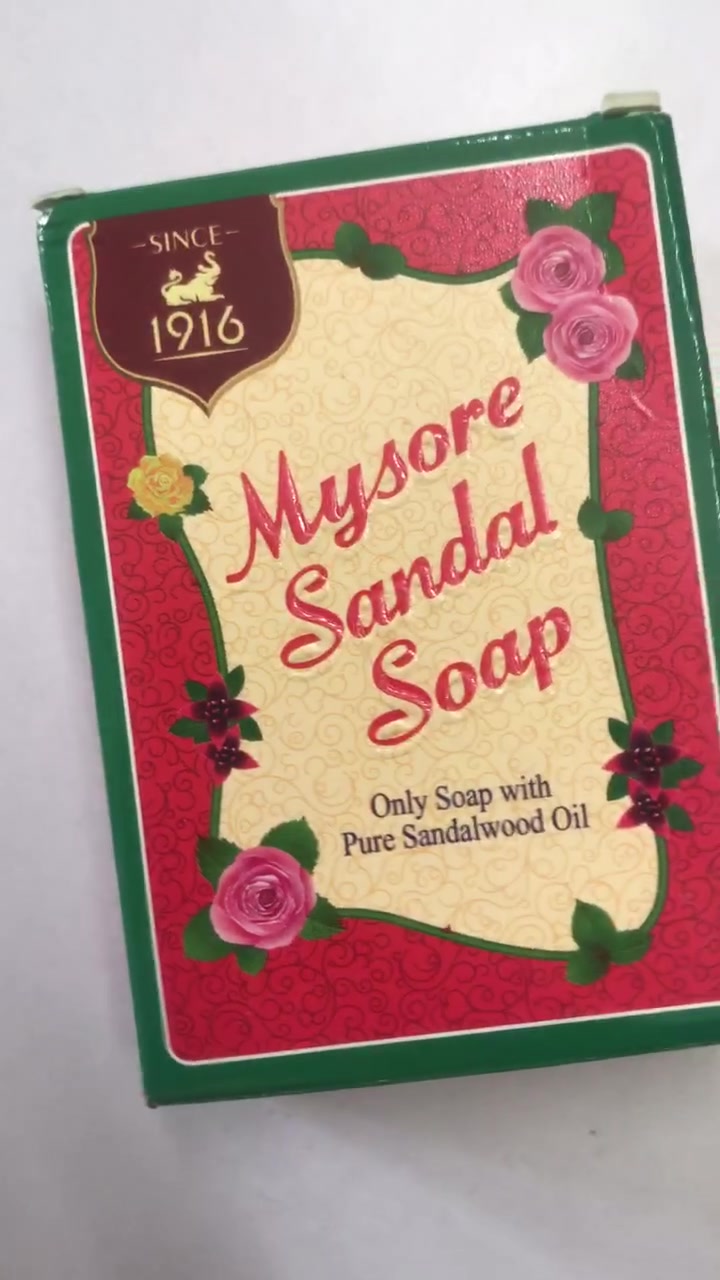 -SINCE-
1916
Mysore
Sandal
Soap
Only Soap with
Pure Sandalwood Oil